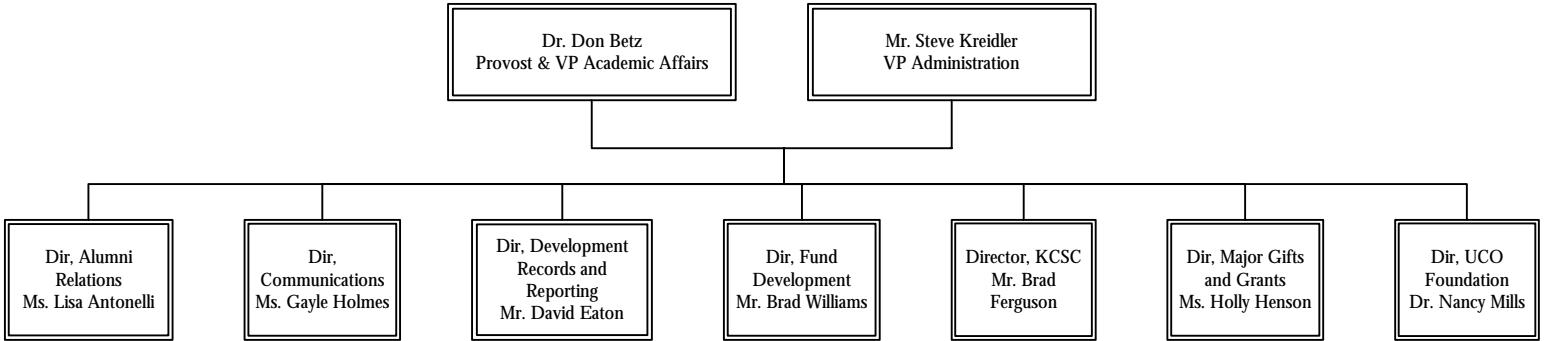 Dr. Don Betz
Provost & VP Academic Affairs
Mr. Steve Kreidler
VP Administration
Dir, Alumni
Relations
Ms. Lisa Antonelli
Dir,
Communications
Ms. Gayle Holmes
Dir, Development
Records and
Reporting
Mr. David Eaton
Dir, Fund
Development
Mr. Brad Williams
Director, KCSC
Mr. Brad
Ferguson
Dir, Major Gifts
and Grants
Ms. Holly Henson
Dir, UCO
Foundation
Dr. Nancy Mills